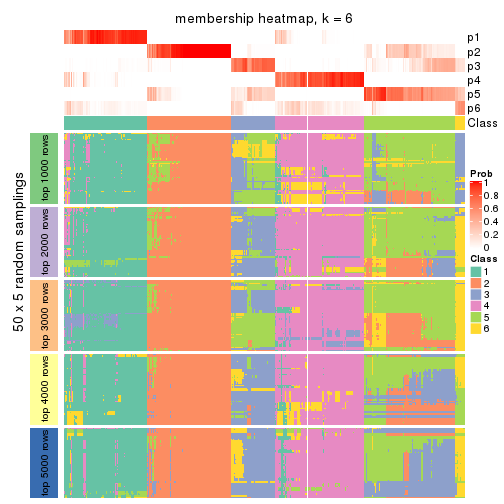 membership heatmap, k = 6
p1
p2
p3
p4
p5
p6
Class
50 x 5 random samplings
top 1000 rows
top 2000 rows
top 3000 rows
top 4000 rows
top 5000 rows
Prob
1
0.8
0.6
0.4
0.2
0
Class
1
2
3
4
5
6